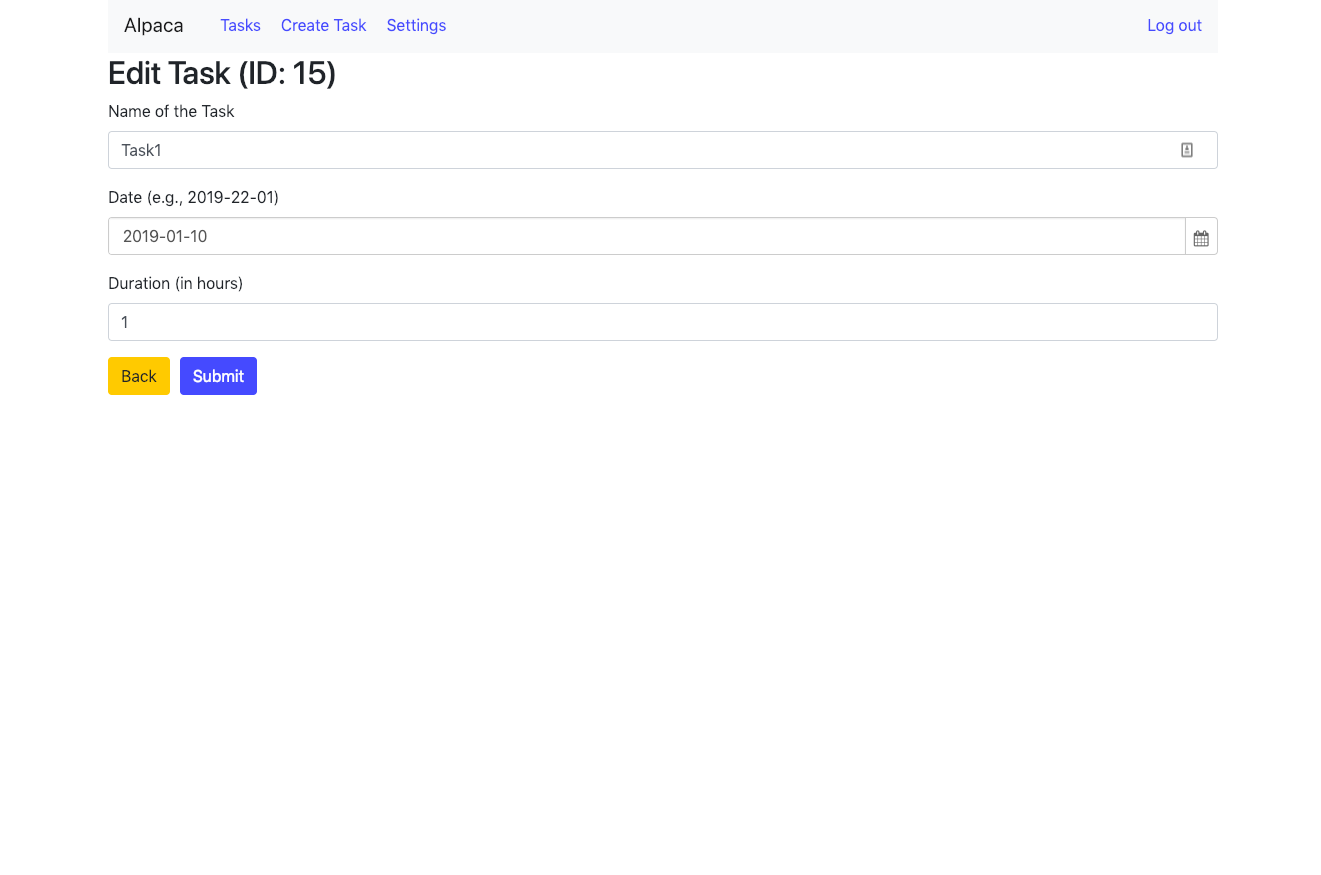 Alpaca Tasks Create Task Settings Log out
Edit Task (ID: 15)
Name of the Task
Task1
Date (e.g., 2019-22-01)
2019-01-10
Duration (in hours)
1
Back Submit